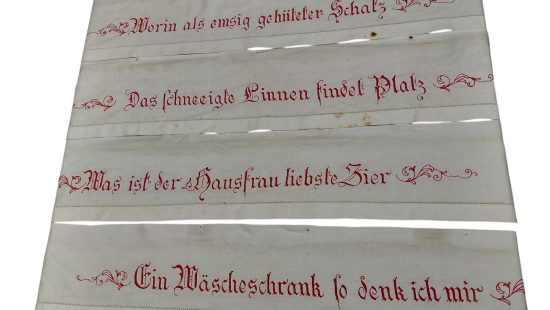 Worin als emsig gehüteter Schatz
Das schneeigte Linnen findet Platz
Was ist der Hausfrau liebste Zier
Ein Wäscheschrank so denk ich mir